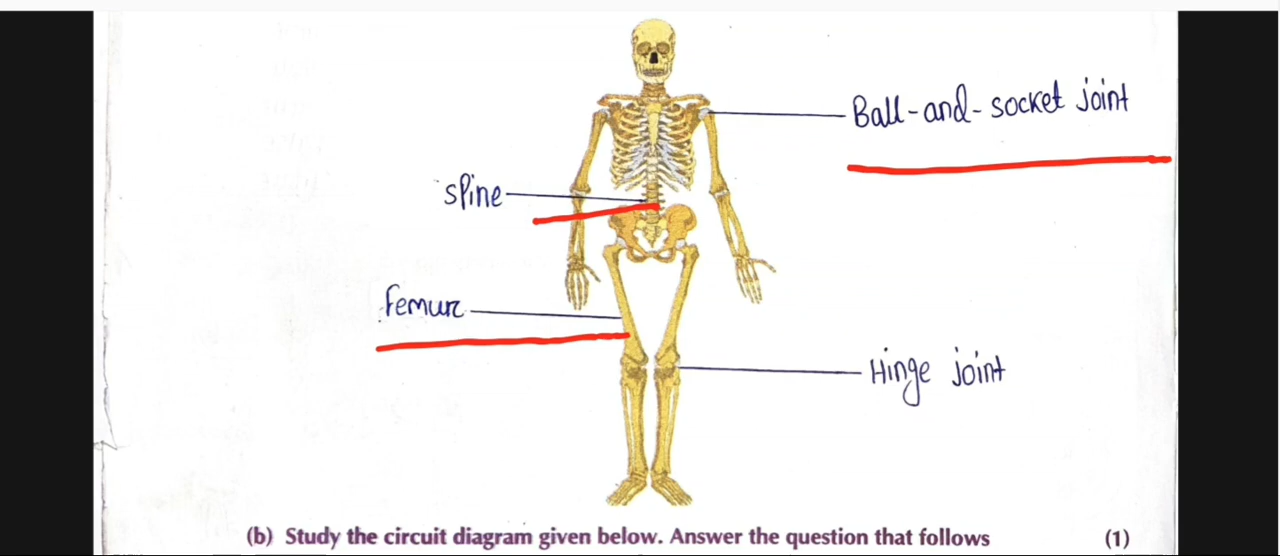 Ball-and-socket joint
spine
femur
Hinge joint
(b) Study the circuit diagram given below. Answer the question that follows (1)